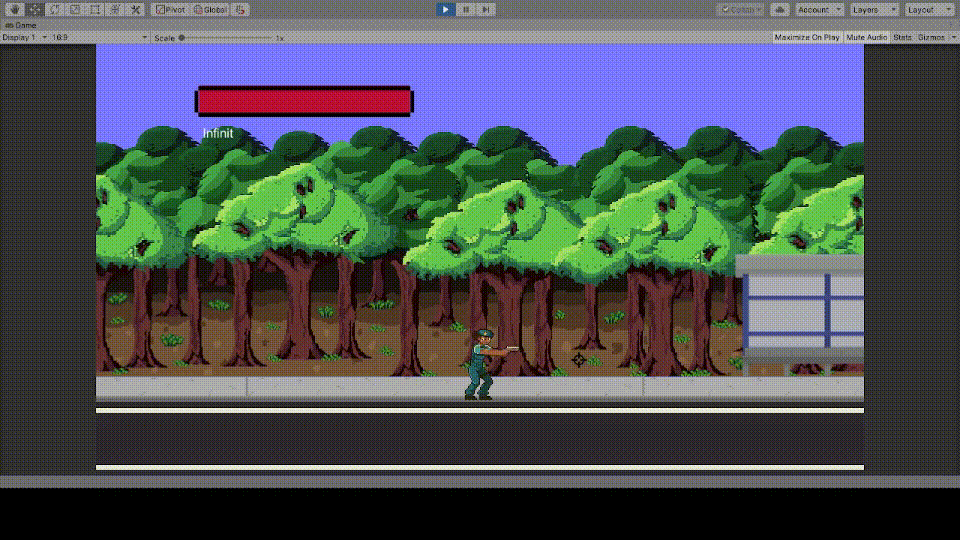 Pivot Global Collab Account Layers Layout
Game
Display 1 16:9 Scale 1x Maximize On Play Mute Audio Stats Gizmos
Infinit